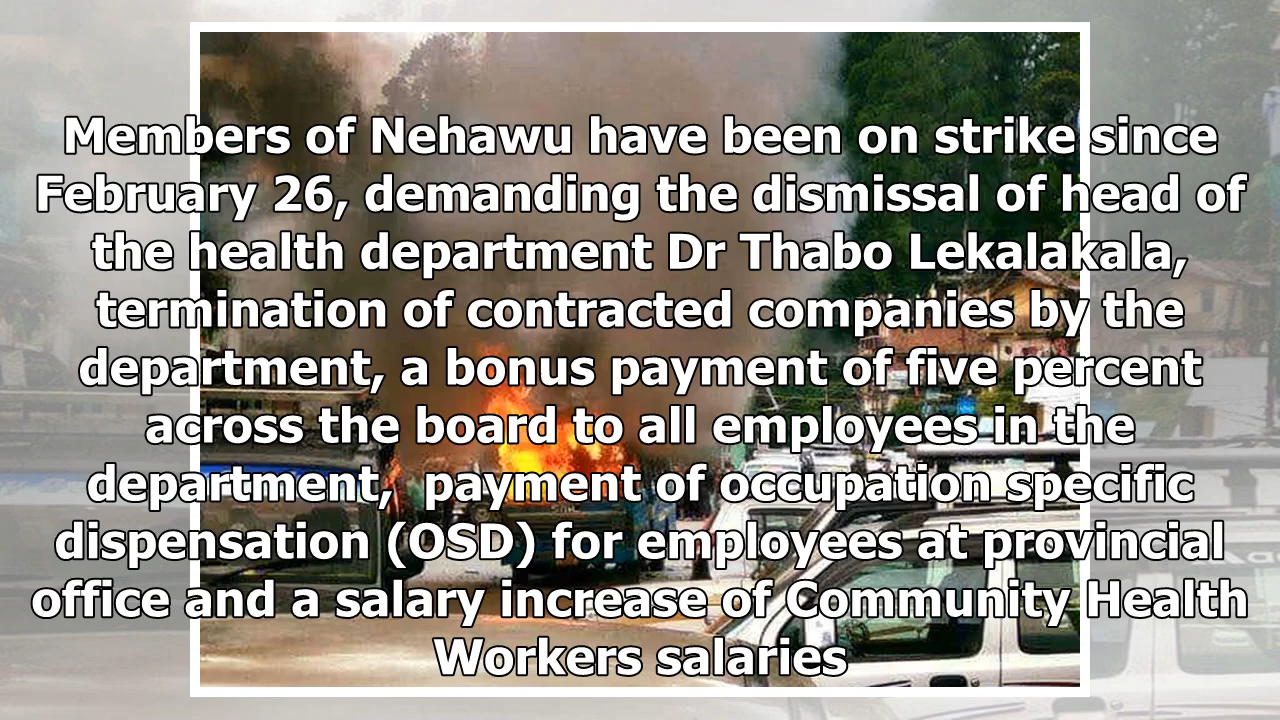 Members of Nehawu have been on strike since
February 26, demanding the dismissal of head of
the health department Dr Thabo Lekalakala,
termination of contracted companies by the
department, a bonus payment of five percent
across the board to all employees in the
department,  payment of occupation specific
dispensation (OSD) for employees at provincial
office and a salary increase of Community Health
Workers salaries